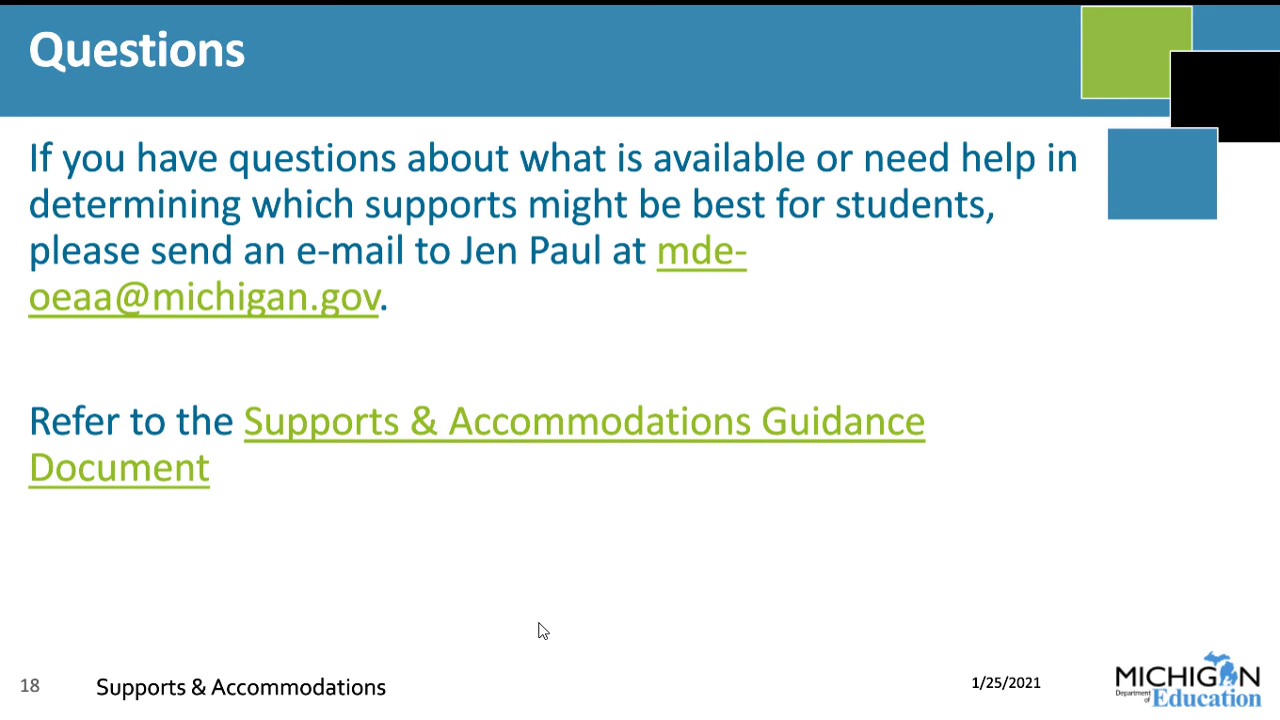 Questions
If you have questions about what is available or need help in
determining which supports might be best for students,
please send an e-mail to Jen Paul at mde-
oeaa@michigan.gov.
Refer to the Supports & Accommodations Guidance
Document
18
Supports & Accommodations
1/25/2021
MICHIGAN
Department of Education